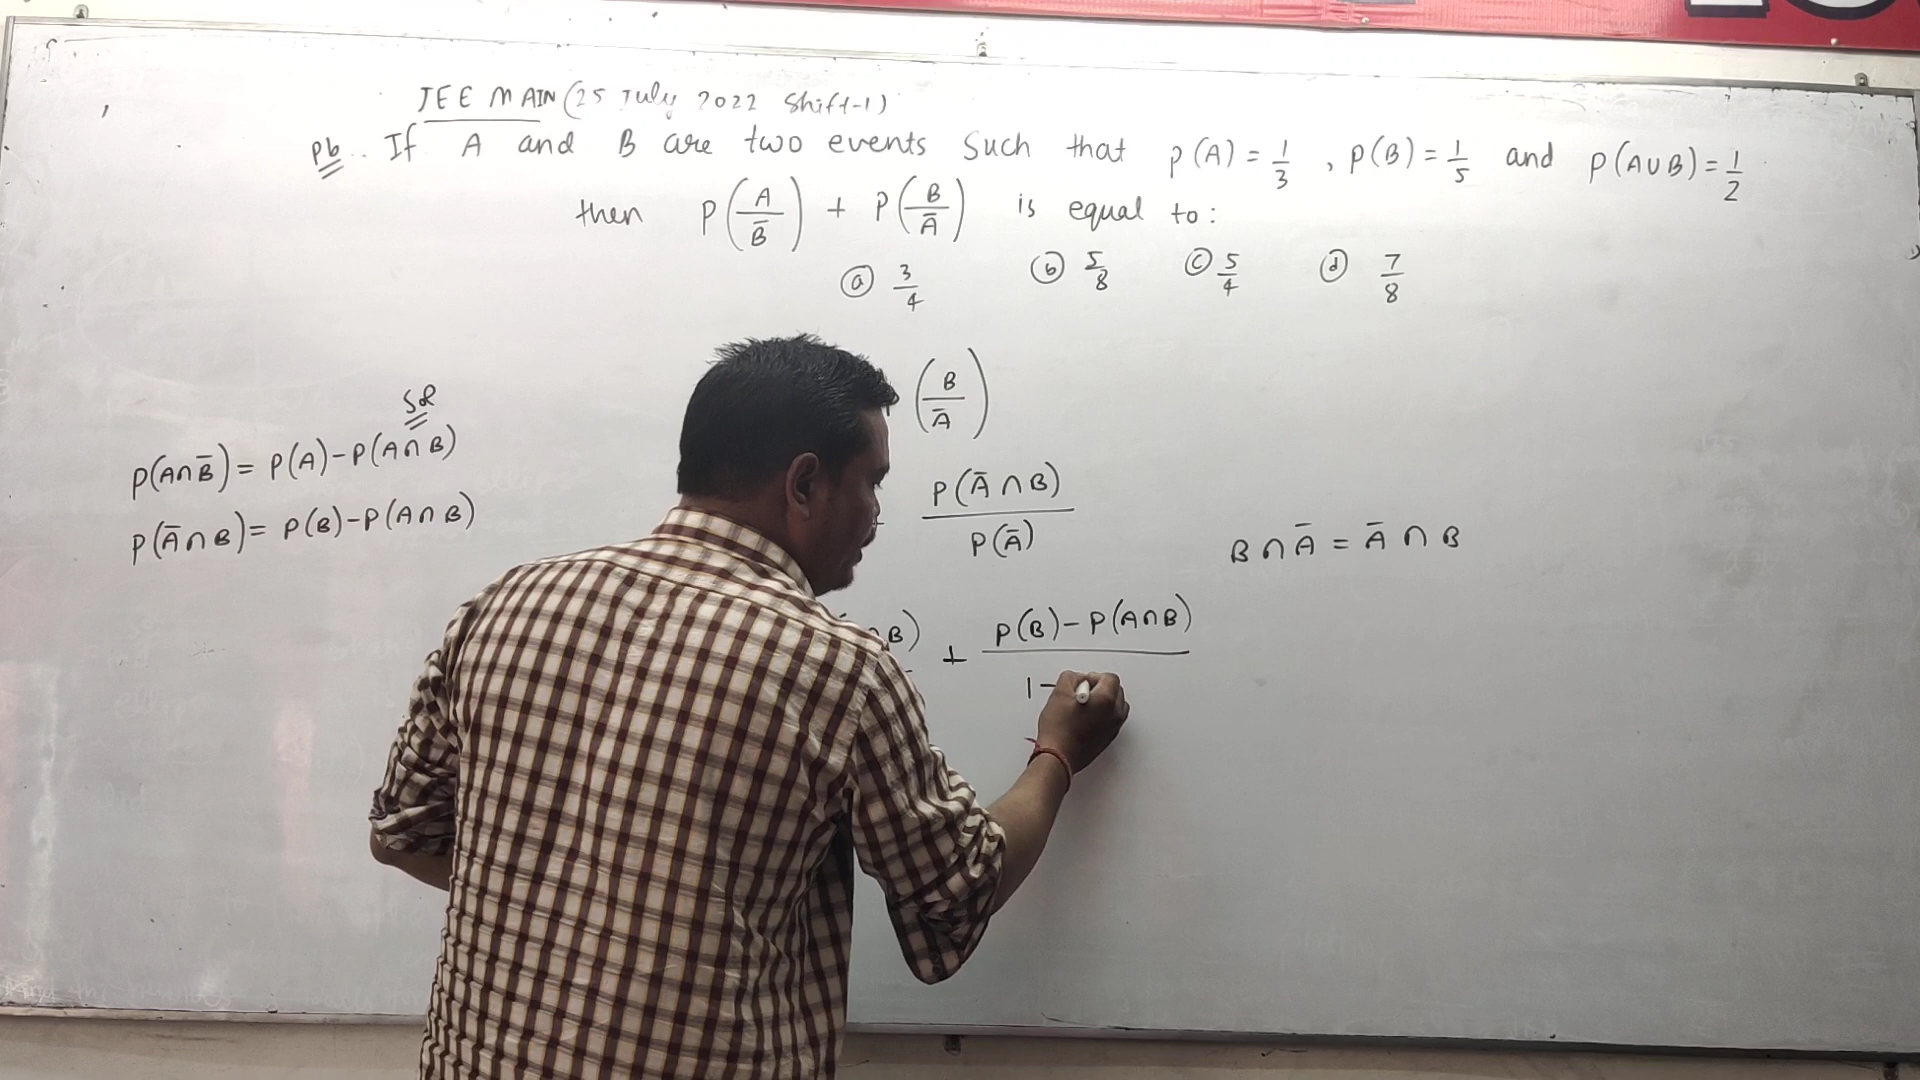 JEE MAIN (25 July 2022 Shift-1)
Pb.. If A and B are two events Such that P(A) = 1/3 , P(B) = 1/5 and P(A∪B) = 1/2
then P(A/B̅) + P(B/A̅) is equal to :
ⓐ 3/4 ⓑ 5/8 ⓒ 5/4 ⓓ 7/8
Sol
(B/A̅)
P(A∩B̅) = P(A)-P(A∩B)
P(A̅∩B) = P(B)-P(A∩B)
P(A̅∩B)/P(A̅)
B∩A̅ = A̅∩B
∩B) + P(B)-P(A∩B)/1-